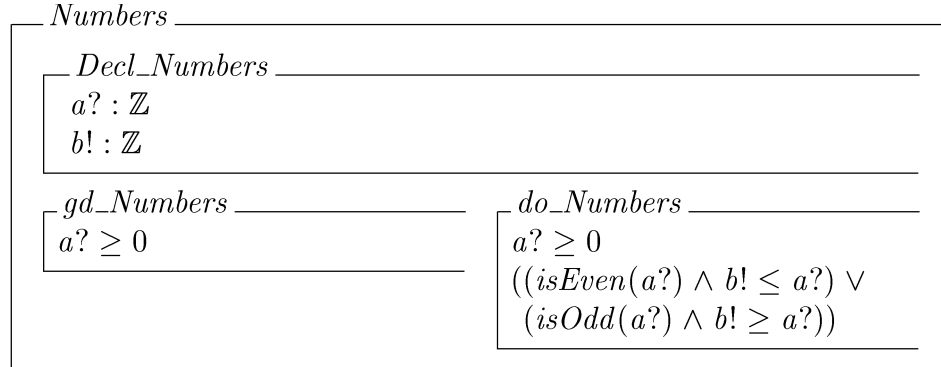 Numbers
Decl_Numbers
a? : ℤ
b! : ℤ
gd_Numbers
a? ≥ 0
do_Numbers
a? ≥ 0
((isEven(a?) ∧ b! ≤ a?) ∨
(isOdd(a?) ∧ b! ≥ a?))